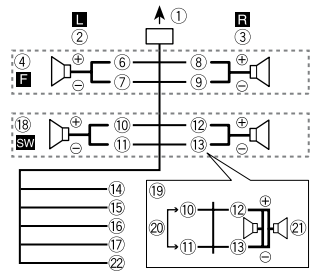 ①
L R
② ③
④ ⊕ ⑥ ⑧ ⊕
F ⊖ ⑦ ⑨ ⊖
⑱ ⊕ ⑩ ⑫ ⊕
SW ⊖ ⑪ ⑬ ⊖
⑭
⑮
⑯
⑰
㉒
⑲
⑩ ⑫ ⊕
⑳ ㉑
⑪ ⑬ ⊖